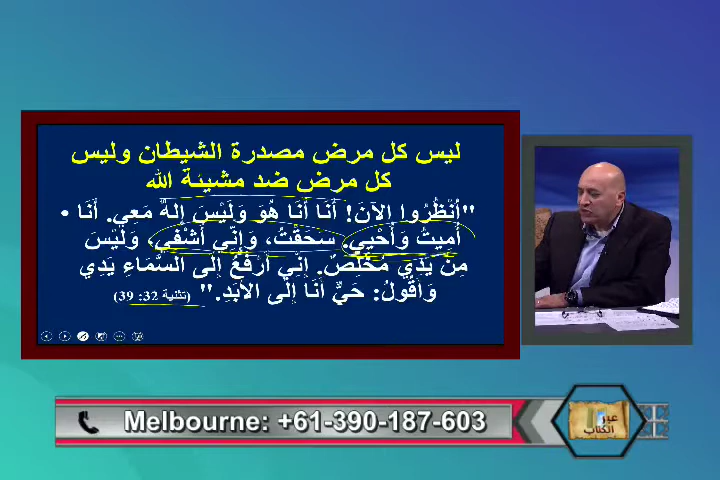 ليس كل مرض مصدرة الشيطان وليس
كل مرض ضد مشيئة الله
• "اُنْظُرُوا الآنَ! أَنَا أَنَا هُوَ وَلَيْسَ إِلهٌ مَعِي. أَنَا
أُمِيتُ وَأُحْيِي. سَحَقْتُ، وَإِنِّي أَشْفِي، وَلَيْسَ
مِنْ يَدِي مُخَلِّصٌ. إِنِّي أَرْفَعُ إِلَى السَّمَاءِ يَدِي
وَأَقُولُ: حَيٌّ أَنَا إِلَى الأَبَدِ." (تثنية 32: 39)
Melbourne: +61-390-187-603
عبر
الكتاب